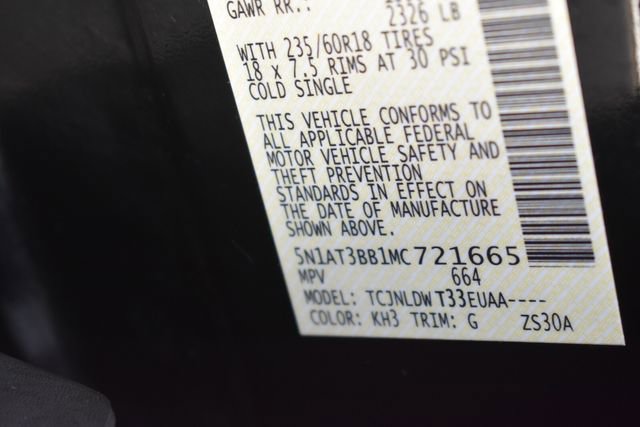 GAWR RR.: 2326 LB
WITH 235/60R18 TIRES
18 x 7.5 RIMS AT 30 PSI
COLD SINGLE
THIS VEHICLE CONFORMS TO
ALL APPLICABLE FEDERAL
MOTOR VEHICLE SAFETY AND
THEFT PREVENTION
STANDARDS IN EFFECT ON
THE DATE OF MANUFACTURE
SHOWN ABOVE.
5N1AT3BB1MC721665
MPV 664
MODEL: TCJNLDWT33EUAA----
COLOR: KH3 TRIM: G ZS30A